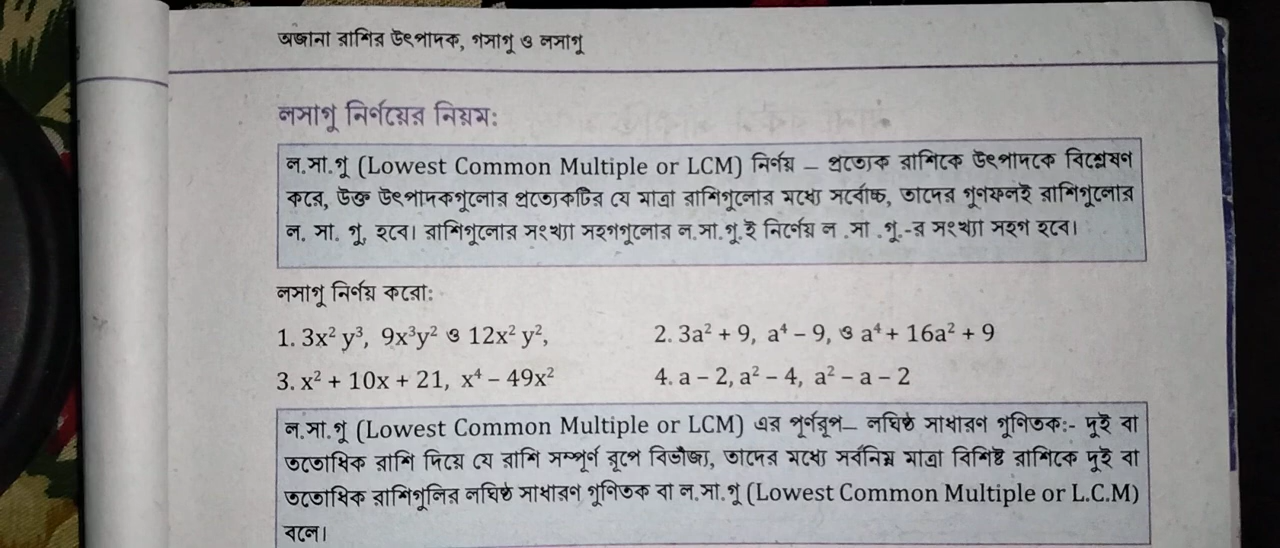 অজানা রাশির উৎপাদক, গসাগু ও লসাগু
লসাগু নির্ণয়ের নিয়ম:
ল.সা.গু (Lowest Common Multiple or LCM) নির্ণয় – প্রত্যেক রাশিকে উৎপাদকে বিশ্লেষণ
করে, উক্ত উৎপাদকগুলোর প্রত্যেকটির যে মাত্রা রাশিগুলোর মধ্যে সর্বোচ্চ, তাদের গুণফলই রাশিগুলোর
ল. সা. গু, হবে। রাশিগুলোর সংখ্যা সহগগুলোর ল.সা.গু.ই নির্ণেয় ল .সা .গু.-র সংখ্যা সহগ হবে।
লসাগু নির্ণয় করো:
1. 3x² y³, 9x³y² ও 12x² y², 2. 3a² + 9, a⁴ – 9, ও a⁴ + 16a² + 9
3. x² + 10x + 21, x⁴ – 49x² 4. a – 2, a² – 4, a² – a – 2
ল.সা.গু (Lowest Common Multiple or LCM) এর পূর্ণরূপ– লঘিষ্ঠ সাধারণ গুণিতক:- দুই বা
ততোধিক রাশি দিয়ে যে রাশি সম্পূর্ণ রূপে বিভাজ্য, তাদের মধ্যে সর্বনিম্ন মাত্রা বিশিষ্ট রাশিকে দুই বা
ততোধিক রাশিগুলির লঘিষ্ঠ সাধারণ গুণিতক বা ল.সা.গু (Lowest Common Multiple or L.C.M)
বলে।